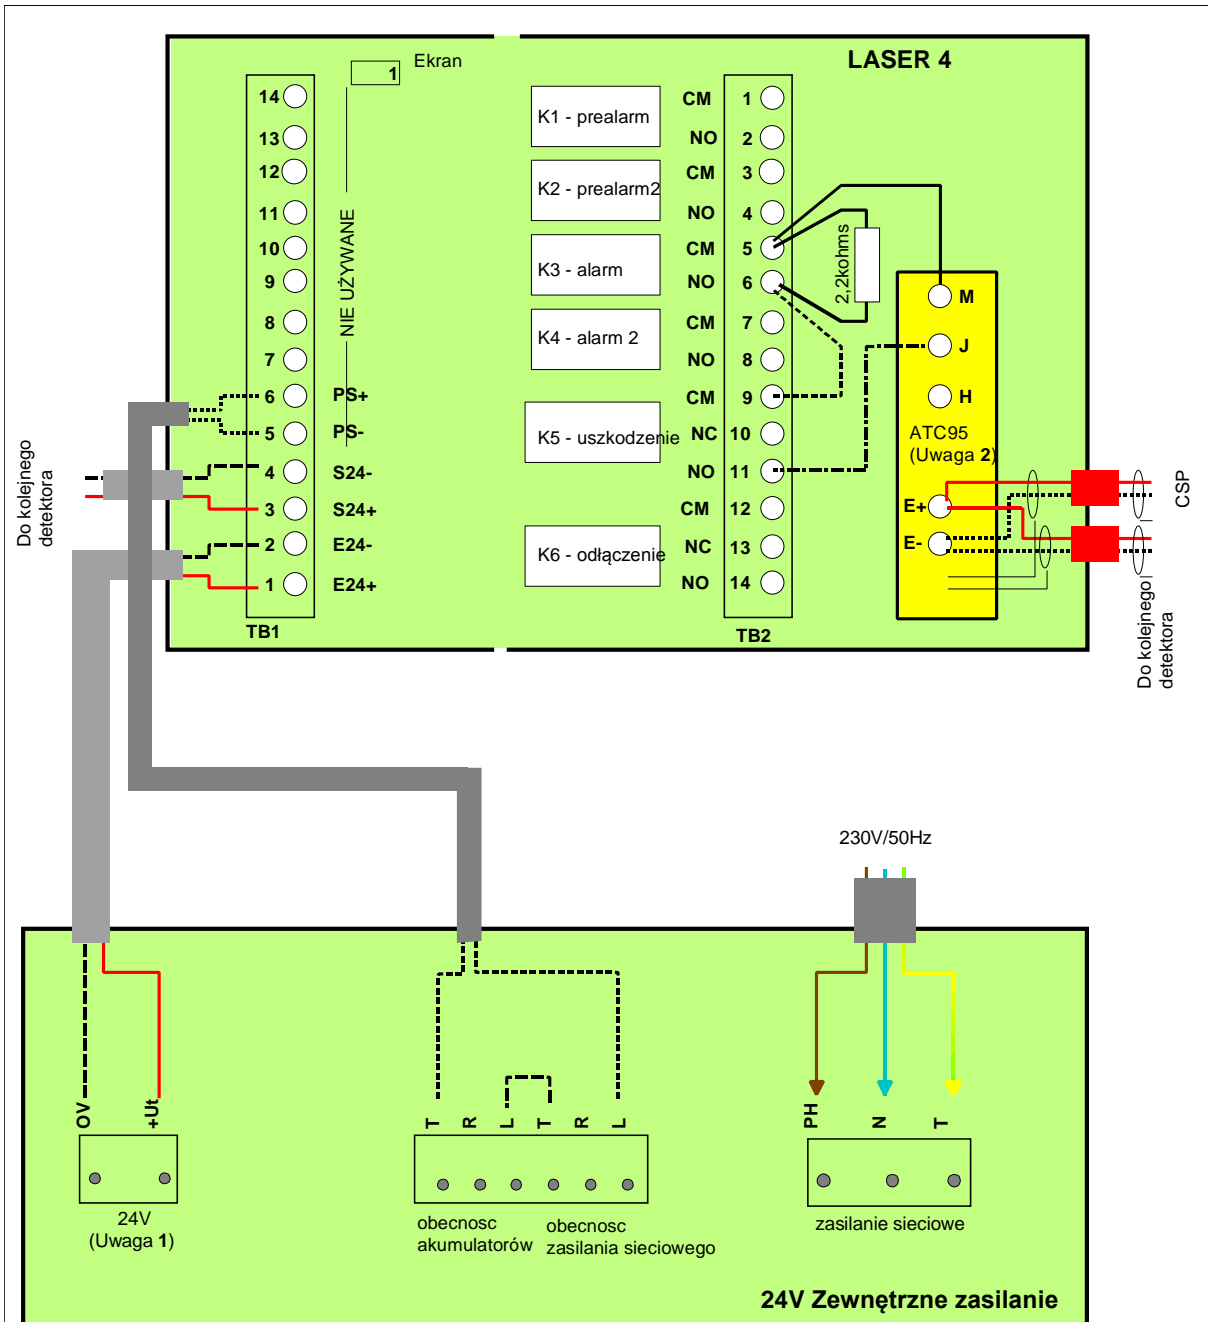 LASER 4
Ekran
1
14
13
12
11
10
9
8
7
6 PS+
5 PS-
4 S24-
3 S24+
2 E24-
1 E24+
TB1
NIE UŻYWANE
K1 - prealarm
K2 - prealarm2
K3 - alarm
K4 - alarm 2
K5 - uszkodzenie
K6 - odłączenie
CM 1
NO 2
CM 3
NO 4
CM 5
NO 6
CM 7
NO 8
CM 9
NC 10
NO 11
CM 12
NC 13
NO 14
TB2
2,2kohms
M
J
H
ATC95
(Uwaga 2)
E+
E-
CSP
Do kolejnego
detektora
Do kolejnego
detektora
230V/50Hz
OV
+Ut
24V
(Uwaga 1)
T R L T R L
obecnosc
akumulatorów
obecnosc
zasilania sieciowego
PH N T
zasilanie sieciowe
24V Zewnętrzne zasilanie